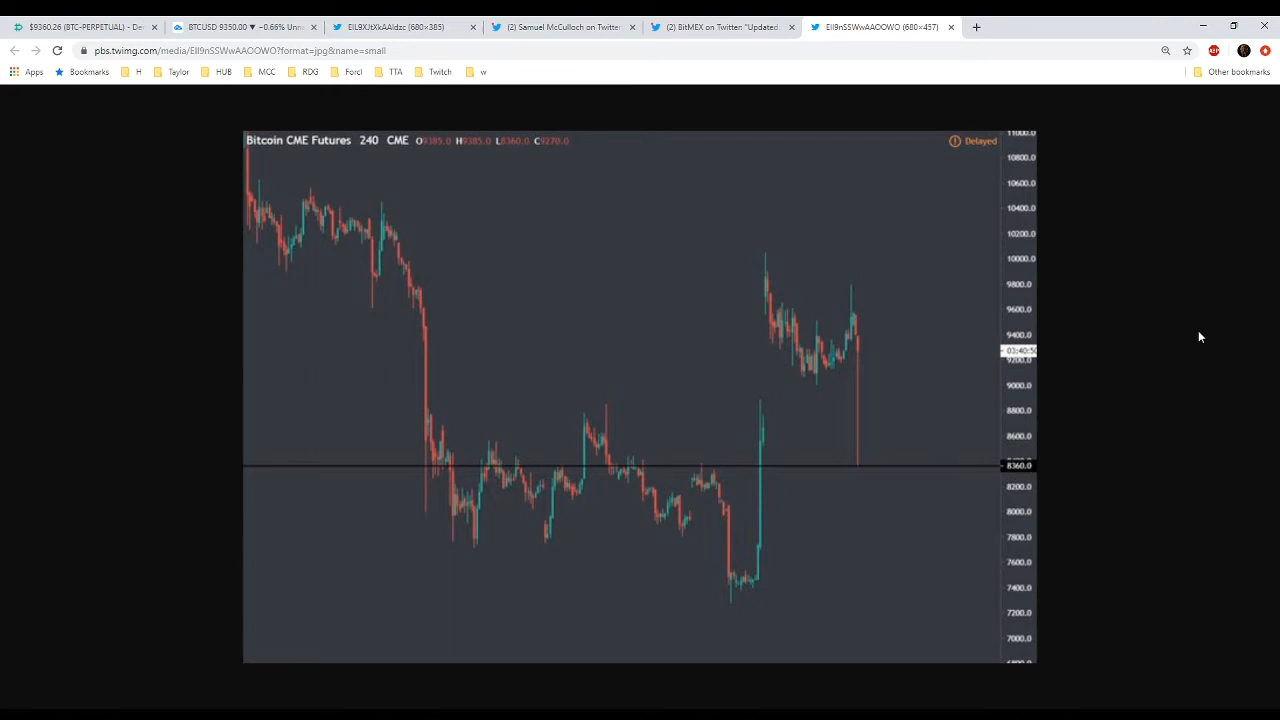 $9360.26 (BTC-PERPETUAL) - De
BTCUSD 9350.00 ▼ −0.66% Unn
EIL9XJtXkAAldzc (680×385)
(2) Samuel McCulloch on Twitter:
(2) BitMEX on Twitter: "Updated:
EIl9nSSWwAAOOWO (680×457)
pbs.twimg.com/media/EIl9nSSWwAAOOWO?format=jpg&name=small
Apps
Bookmarks
H
Taylor
HUB
MCC
RDG
Forcl
TTA
Twitch
w
Other bookmarks
Bitcoin CME Futures 240 CME O9385.0 H9385.0 L8360.0 C9270.0
Delayed
11000.0
10800.0
10600.0
10400.0
10200.0
10000.0
9800.0
9600.0
9400.0
03:40:50
9200.0
9000.0
8800.0
8600.0
8360.0
8200.0
8000.0
7800.0
7600.0
7400.0
7200.0
7000.0